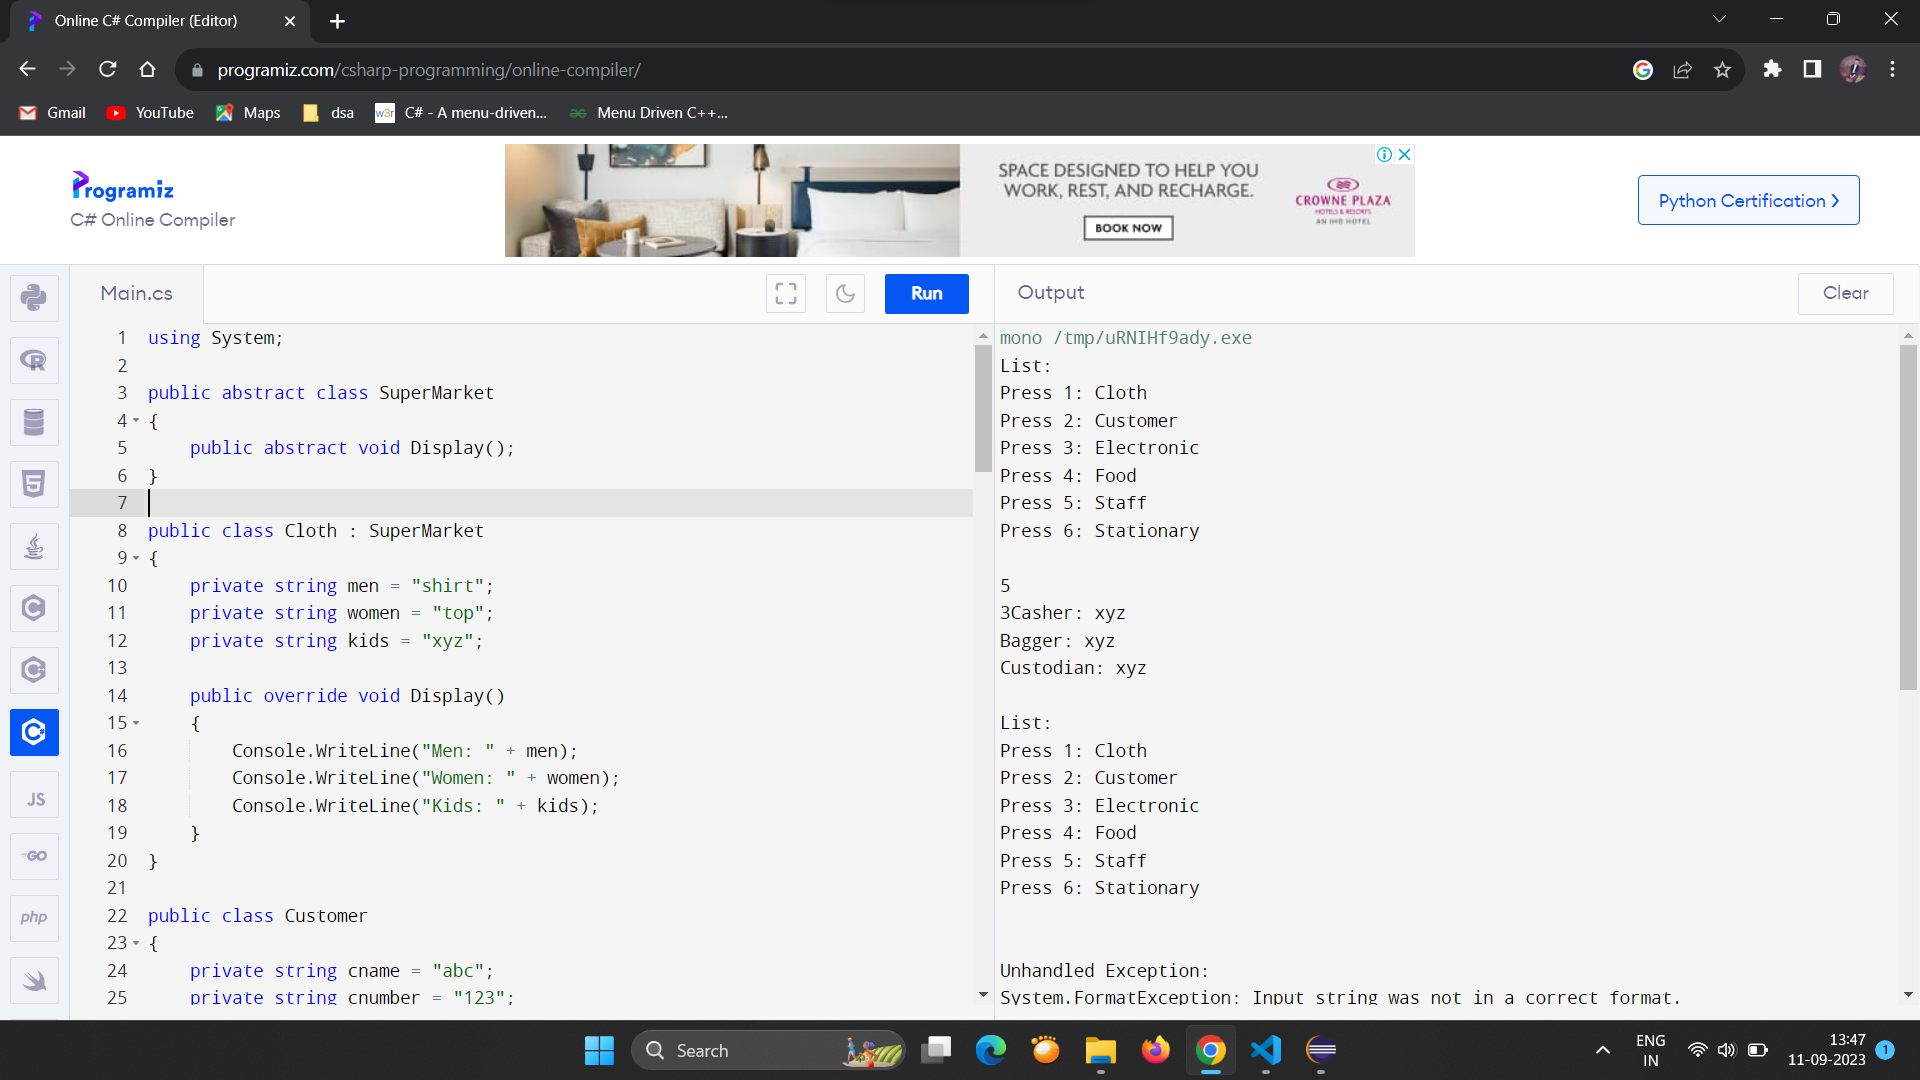 Online C# Compiler (Editor)
programiz.com/csharp-programming/online-compiler/
Gmail
YouTube
Maps
dsa
w3r
C# - A menu-driven...
Menu Driven C++...
Programiz
C# Online Compiler
SPACE DESIGNED TO HELP YOU
WORK, REST, AND RECHARGE.
BOOK NOW
CROWNE PLAZA
HOTELS & RESORTS
AN IHG HOTEL
Python Certification
Main.cs
Run
Output
Clear
1 using System;
2
3 public abstract class SuperMarket
4 {
5 public abstract void Display();
6 }
7
8 public class Cloth : SuperMarket
9 {
10 private string men = "shirt";
11 private string women = "top";
12 private string kids = "xyz";
13
14 public override void Display()
15 {
16 Console.WriteLine("Men: " + men);
17 Console.WriteLine("Women: " + women);
18 Console.WriteLine("Kids: " + kids);
19 }
20 }
21
22 public class Customer
23 {
24 private string cname = "abc";
25 private string cnumber = "123";
mono /tmp/uRNIHf9ady.exe
List:
Press 1: Cloth
Press 2: Customer
Press 3: Electronic
Press 4: Food
Press 5: Staff
Press 6: Stationary
5
3Casher: xyz
Bagger: xyz
Custodian: xyz
List:
Press 1: Cloth
Press 2: Customer
Press 3: Electronic
Press 4: Food
Press 5: Staff
Press 6: Stationary
Unhandled Exception:
System.FormatException: Input string was not in a correct format.
R
5
C
C
C#
JS
GO
php
Search
ENG
IN
13:47
11-09-2023
1